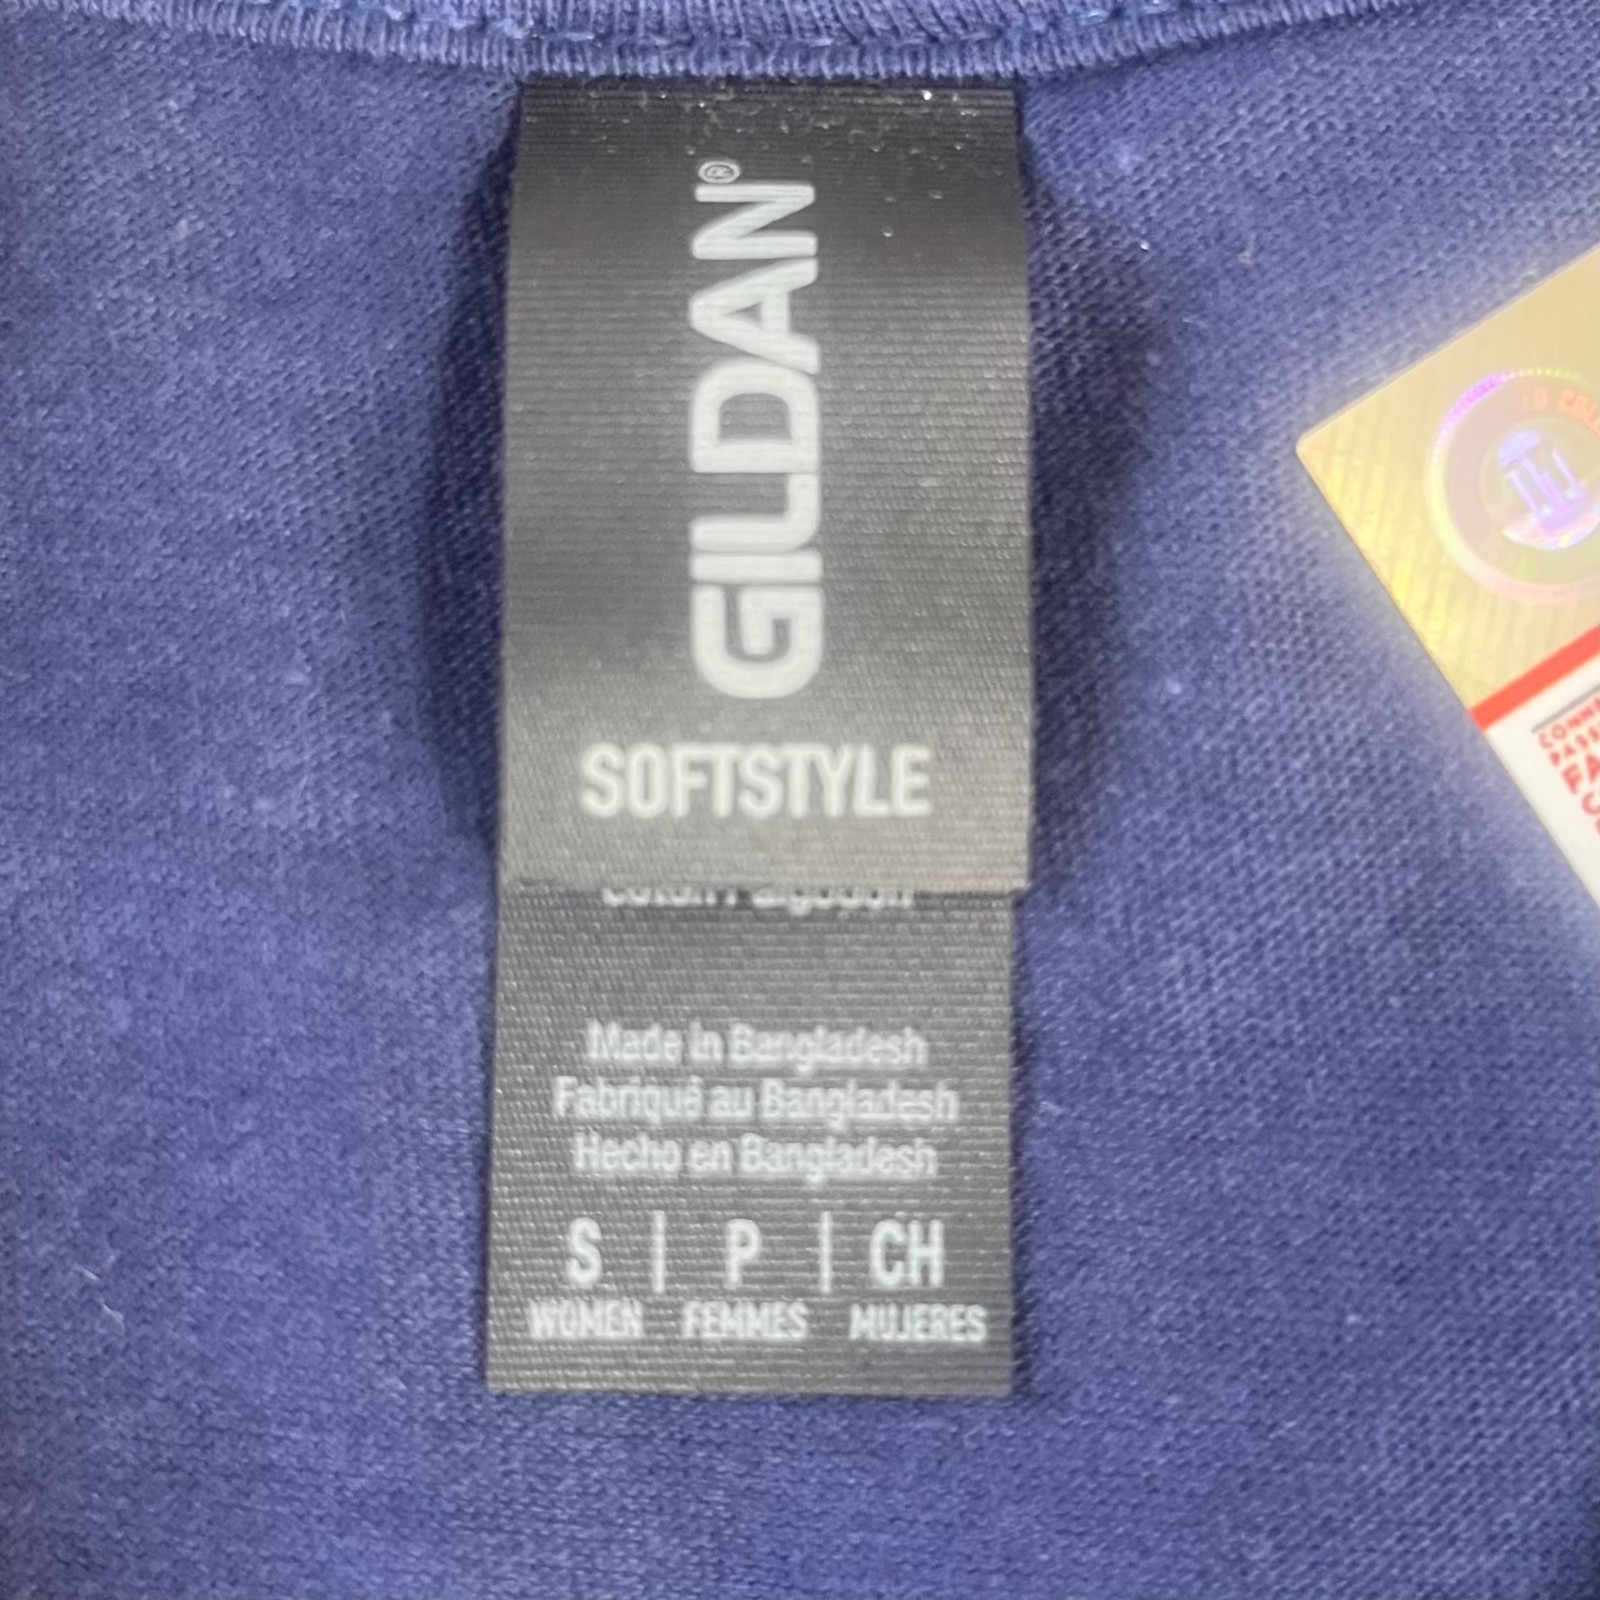 GILDAN®
SOFTSTYLE
Made in Bangladesh
Fabriqué au Bangladesh
Hecho en Bangladesh
S | P | CH
WOMEN FEMMES MUJERES